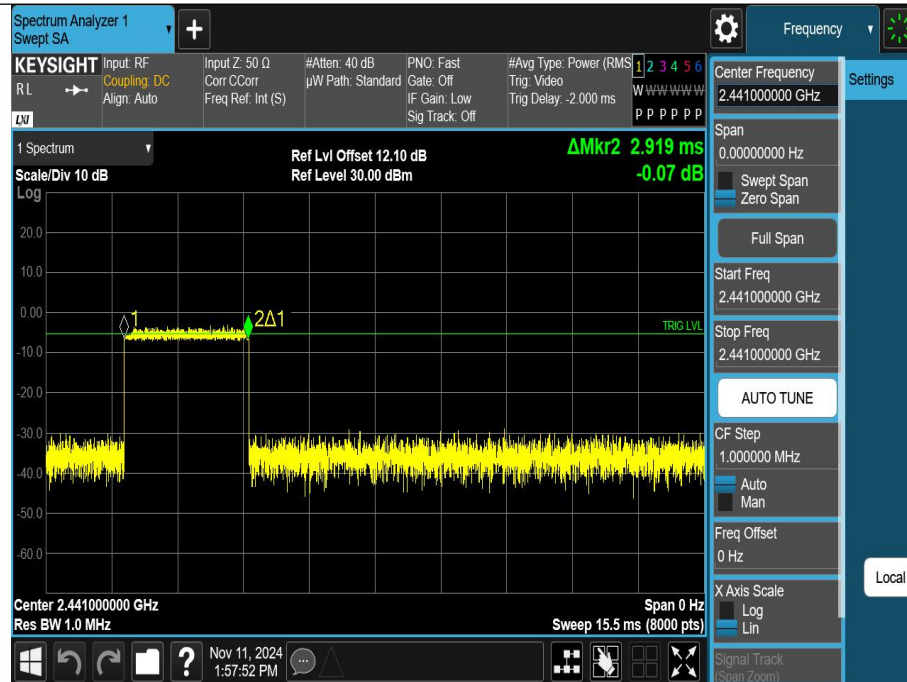 Spectrum Analyzer 1
Swept SA
+
Frequency
KEYSIGHT
RL
LXI
Input: RF
Coupling: DC
Align: Auto
Input Z: 50 Ω
Corr CCorr
Freq Ref: Int (S)
#Atten: 40 dB
µW Path: Standard
PNO: Fast
Gate: Off
IF Gain: Low
Sig Track: Off
#Avg Type: Power (RMS
Trig: Video
Trig Delay: -2.000 ms
1 2 3 4 5 6
W W W W W W
P P P P P P
1 Spectrum
Scale/Div 10 dB
Ref Lvl Offset 12.10 dB
Ref Level 30.00 dBm
ΔMkr2 2.919 ms
-0.07 dB
Log
20.0
10.0
0.00
-10.0
-20.0
-30.0
-40.0
-50.0
-60.0
1
2Δ1
TRIG LVL
Center 2.441000000 GHz
Res BW 1.0 MHz
Span 0 Hz
Sweep 15.5 ms (8000 pts)
?
Nov 11, 2024
1:57:52 PM
Center Frequency
2.441000000 GHz
Span
0.00000000 Hz
Swept Span
Zero Span
Full Span
Start Freq
2.441000000 GHz
Stop Freq
2.441000000 GHz
AUTO TUNE
CF Step
1.000000 MHz
Auto
Man
Freq Offset
0 Hz
X Axis Scale
Log
Lin
Signal Track
(Span Zoom)
Settings
Local